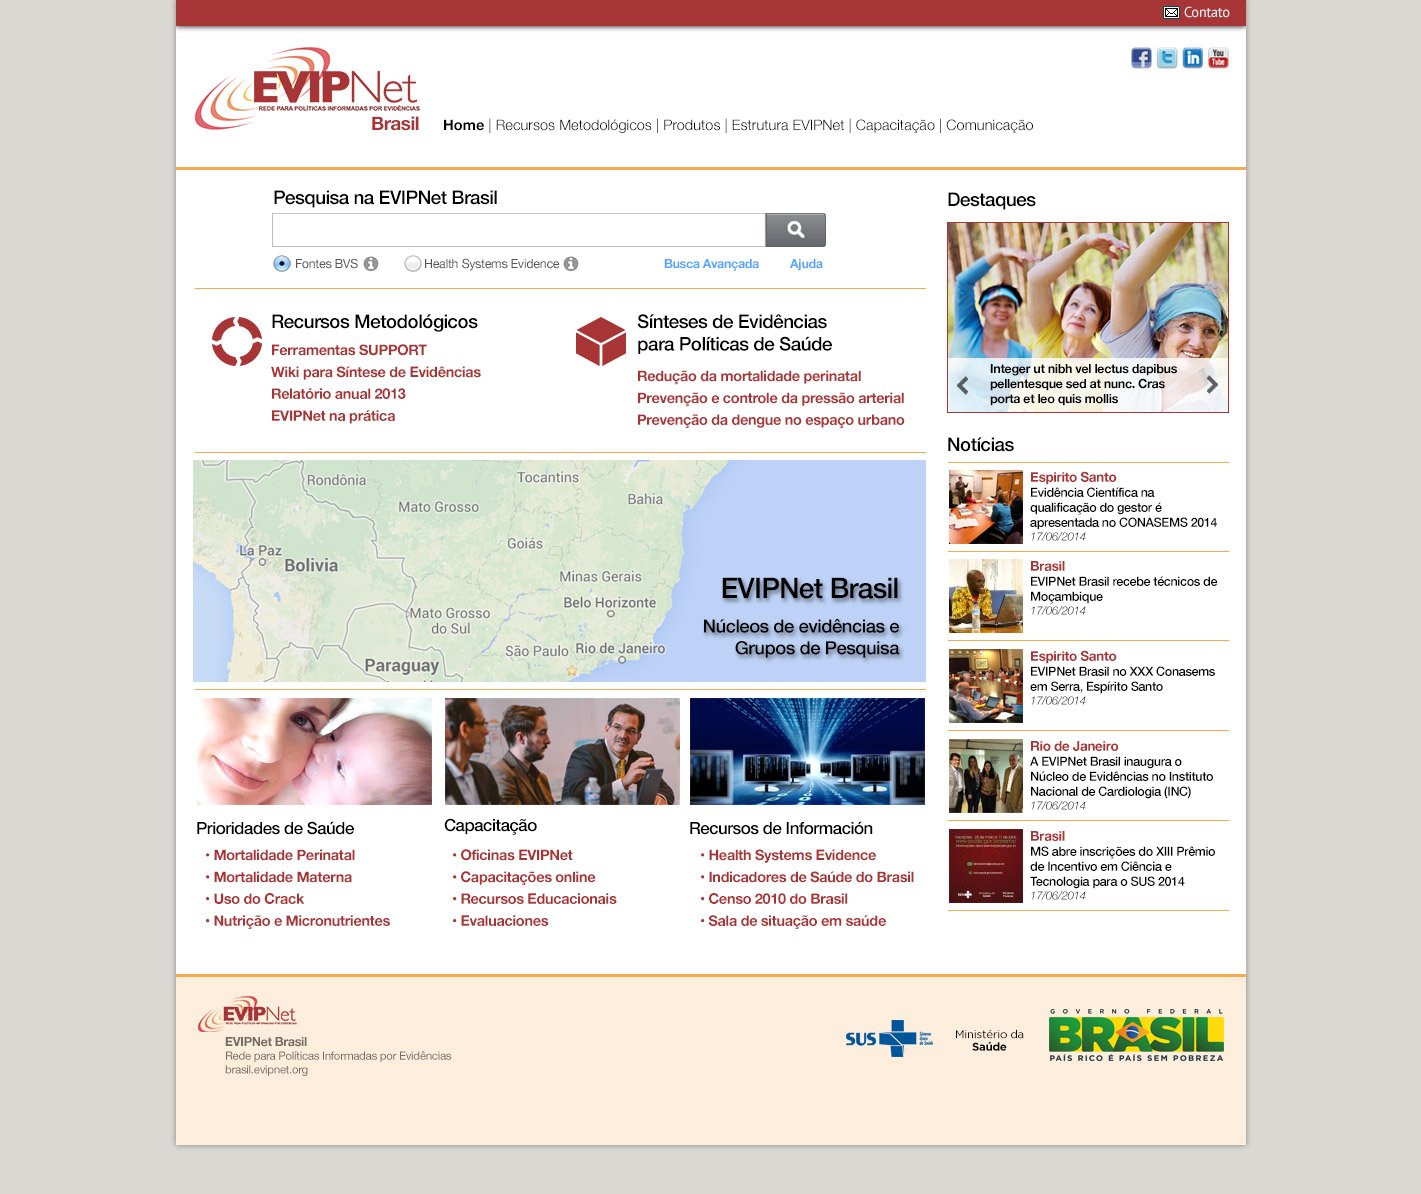 Contato
EVIPNet
REDE PARA POLÍTICAS INFORMADAS POR EVIDÊNCIAS
Brasil
You
Tube
Home | Recursos Metodológicos | Produtos | Estrutura EVIPNet | Capacitação | Comunicação
Pesquisa na EVIPNet Brasil
Fontes BVS
Health Systems Evidence
Busca Avançada
Ajuda
Recursos Metodológicos
Ferramentas SUPPORT
Wiki para Síntese de Evidências
Relatório anual 2013
EVIPNet na prática
Sínteses de Evidências
para Políticas de Saúde
Redução da mortalidade perinatal
Prevenção e controle da pressão arterial
Prevenção da dengue no espaço urbano
Rondônia
Tocantins
Mato Grosso
Bahia
Goiás
La Paz
Bolivia
Minas Gerais
Belo Horizonte
Mato Grosso
do Sul
São Paulo
Rio de Janeiro
Paraguay
EVIPNet Brasil
Núcleos de evidências e
Grupos de Pesquisa
Prioridades de Saúde
• Mortalidade Perinatal
• Mortalidade Materna
• Uso do Crack
• Nutrição e Micronutrientes
Capacitação
• Oficinas EVIPNet
• Capacitações online
• Recursos Educacionais
• Evaluaciones
Recursos de Información
• Health Systems Evidence
• Indicadores de Saúde do Brasil
• Censo 2010 do Brasil
• Sala de situação em saúde
Destaques
Integer ut nibh vel lectus dapibus
pellentesque sed at nunc. Cras
porta et leo quis mollis
Notícias
Espirito Santo
Evidência Científica na
qualificação do gestor é
apresentada no CONASEMS 2014
17/06/2014
Brasil
EVIPNet Brasil recebe técnicos de
Moçambique
17/06/2014
Espirito Santo
EVIPNet Brasil no XXX Conasems
em Serra, Espírito Santo
17/06/2014
Rio de Janeiro
A EVIPNet Brasil inaugura o
Núcleo de Evidências no Instituto
Nacional de Cardiologia (INC)
17/06/2014
Brasil
MS abre inscrições do XIII Prêmio
de Incentivo em Ciência e
Tecnologia para o SUS 2014
17/06/2014
EVIPNet
REDE PARA POLÍTICAS INFORMADAS POR EVIDÊNCIAS
EVIPNet Brasil
Rede para Políticas Informadas por Evidências
brasil.evipnet.org
SUS
Sistema
Único
de Saúde
Ministério da
Saúde
GOVERNO FEDERAL
BRASIL
PAÍS RICO É PAÍS SEM POBREZA